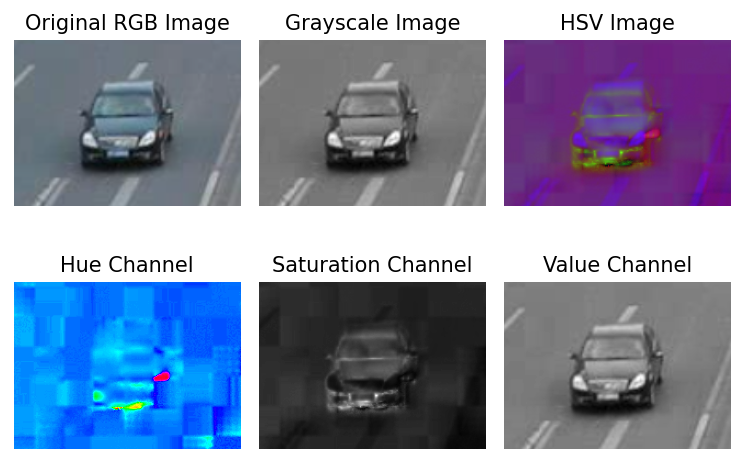 Original RGB Image
Grayscale Image
HSV Image
Hue Channel
Saturation Channel
Value Channel